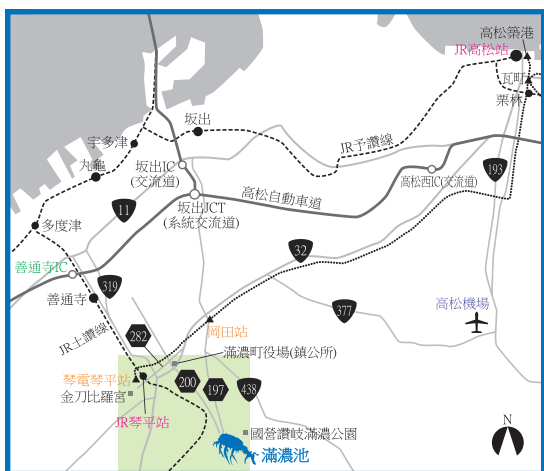 高松築港
JR高松站
瓦町
栗林
坂出
宇多津
JR予讚線
坂出IC
(交流道)
丸龜
高松西IC(交流道)
193
高松自動車道
坂出JCT
(系統交流道)
11
多度津
32
善通寺IC
319
善通寺
377
高松機場
岡田站
JR土讚線
282
滿濃町役場(鎮公所)
琴電琴平站
200
197
438
金刀比羅宮
JR琴平站
國營讚岐滿濃公園
滿濃池
N